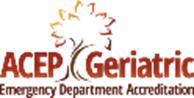 ACEP Geriatric
Emergency Department Accreditation